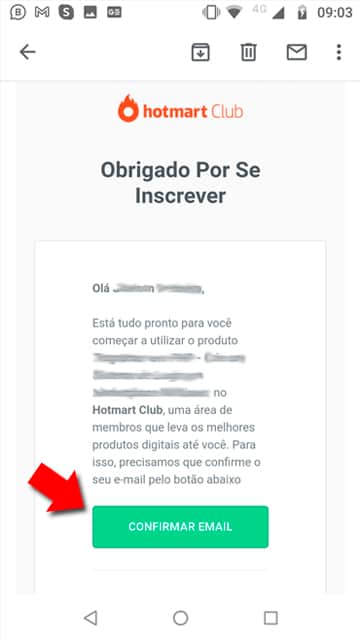 4G 09:03
hotmart Club
Obrigado Por Se
Inscrever
Olá
Está tudo pronto para você
começar a utilizar o produto
no
Hotmart Club, uma área de
membros que leva os melhores
produtos digitais até você. Para
isso, precisamos que confirme o
seu e-mail pelo botão abaixo
CONFIRMAR EMAIL